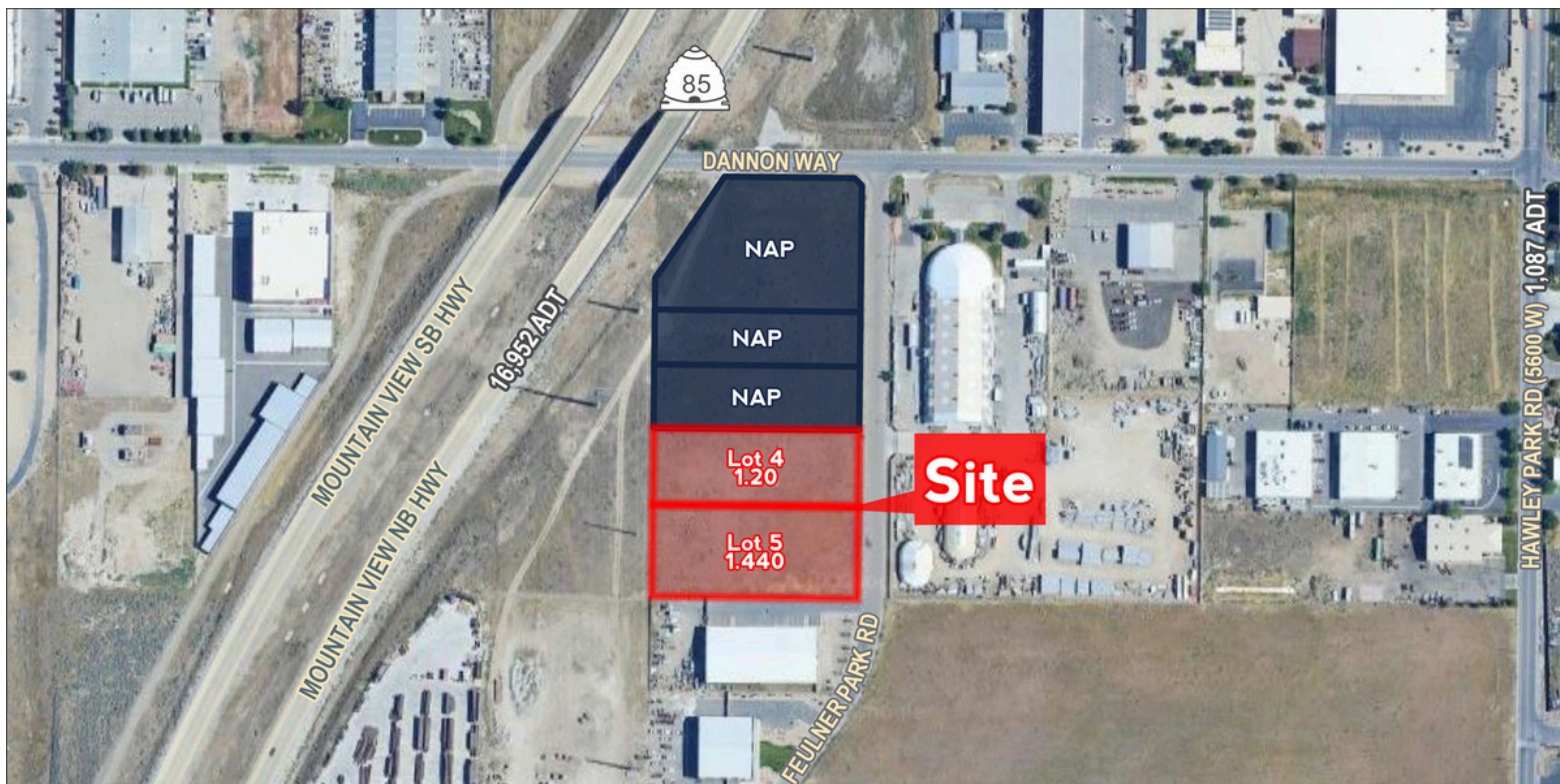 85
DANNON WAY
NAP
NAP
NAP
Lot 4
1.20
Lot 5
1.440
Site
MOUNTAIN VIEW SB HWY
16,952 ADT
MOUNTAIN VIEW NB HWY
FEULNER PARK RD
HAWLEY PARK RD (5600 W) 1,087 ADT